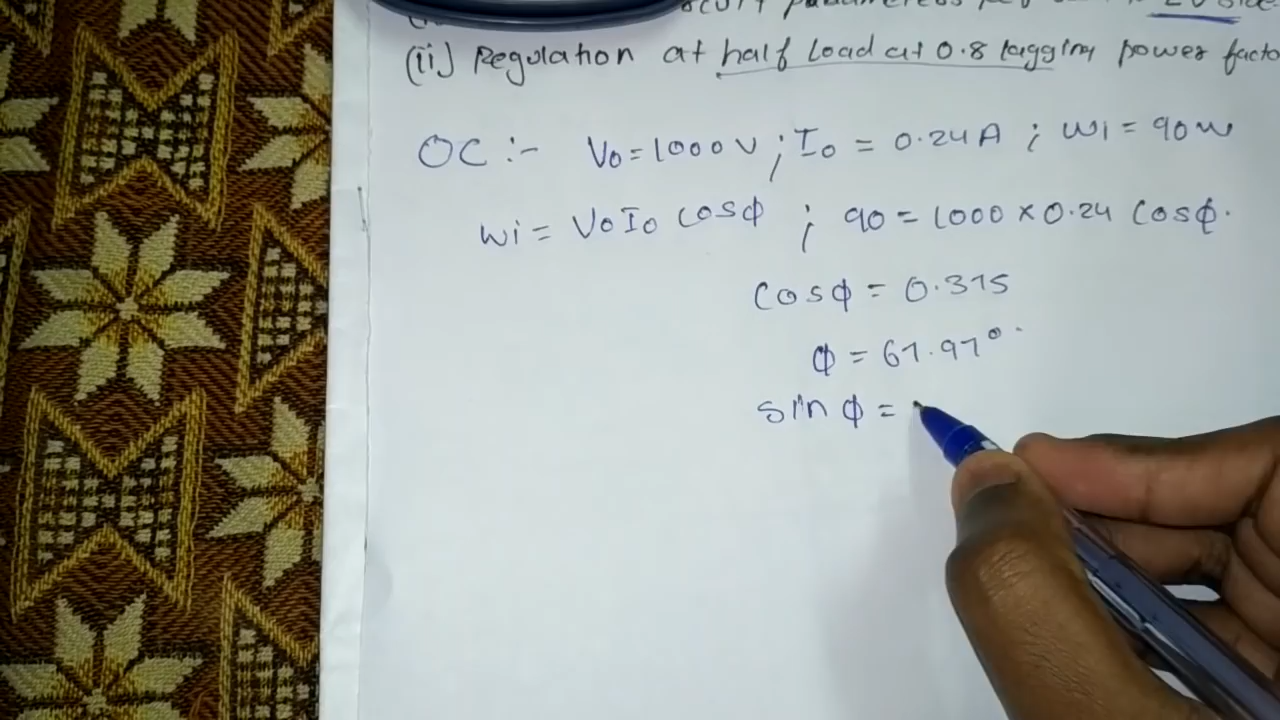 (ii) Regulation at half load at 0.8 lagging power facto
OC :- V0 = 1000 V ; I0 = 0.24 A ; Wi = 90 w
Wi = V0 I0 cosφ ; 90 = 1000 × 0.24 cosφ.
cosφ = 0.375
φ = 67.97°
sin φ =